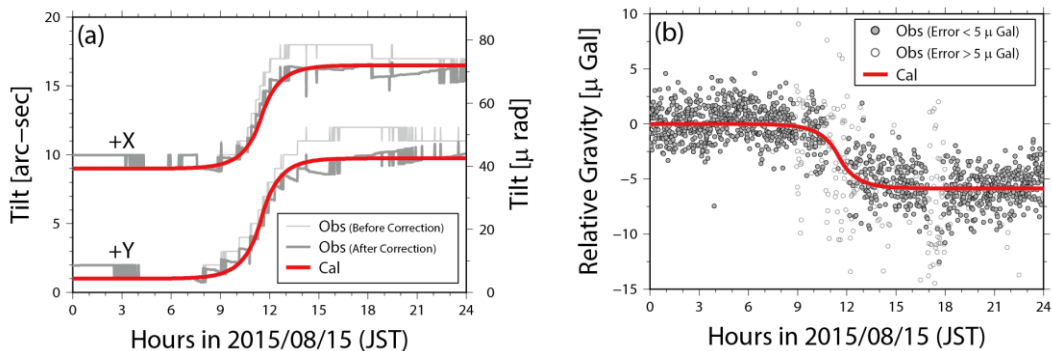 (a)
Tilt [arc–sec]
20
15
10
5
0
+X
+Y
Obs (Before Correction)
Obs (After Correction)
Cal
80
60
40
20
0
Tilt [μ rad]
0 3 6 9 12 15 18 21 24
Hours in 2015/08/15 (JST)
(b)
Relative Gravity [μ Gal]
10
5
0
−5
−10
−15
Obs (Error < 5 μ Gal)
Obs (Error > 5 μ Gal)
Cal
0 3 6 9 12 15 18 21 24
Hours in 2015/08/15 (JST)